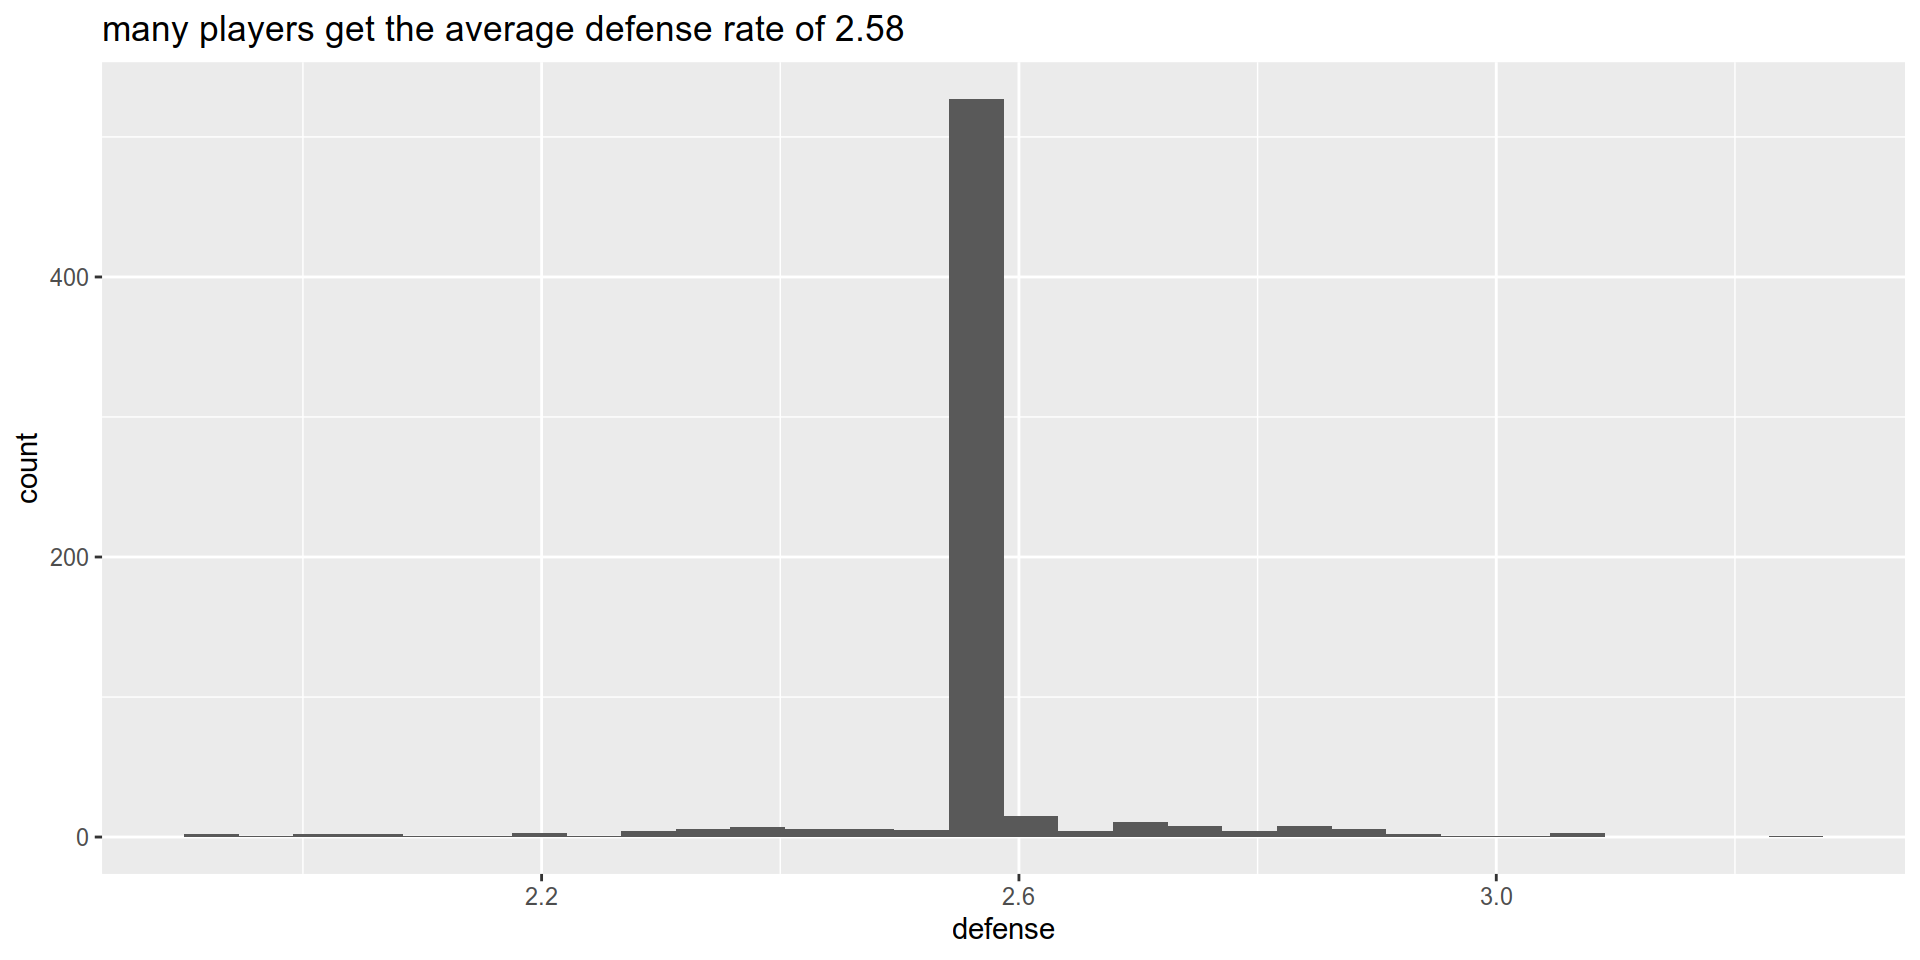 many players get the average defense rate of 2.58
count
400
200
0
2.2
2.6
3.0
defense